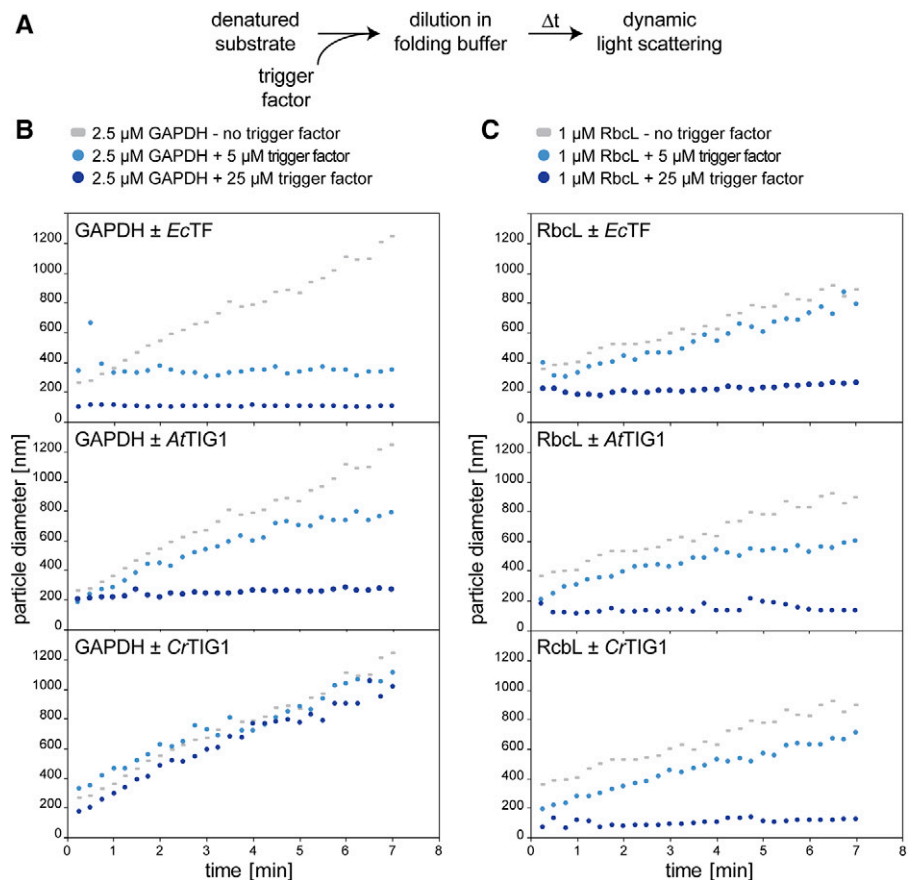 A
denatured
substrate
trigger
factor
dilution in
folding buffer
Δt
dynamic
light scattering
B
2.5 µM GAPDH - no trigger factor
2.5 µM GAPDH + 5 µM trigger factor
2.5 µM GAPDH + 25 µM trigger factor
C
1 µM RbcL - no trigger factor
1 µM RbcL + 5 µM trigger factor
1 µM RbcL + 25 µM trigger factor
particle diameter [nm]
GAPDH ± EcTF
1200
1000
800
600
400
200
0
GAPDH ± AtTIG1
1200
1000
800
600
400
200
0
GAPDH ± CrTIG1
1200
1000
800
600
400
200
0
0 1 2 3 4 5 6 7 8
time [min]
particle diameter [nm]
RbcL ± EcTF
1200
1000
800
600
400
200
0
RbcL ± AtTIG1
1200
1000
800
600
400
200
0
RcbL ± CrTIG1
1200
1000
800
600
400
200
0
0 1 2 3 4 5 6 7 8
time [min]